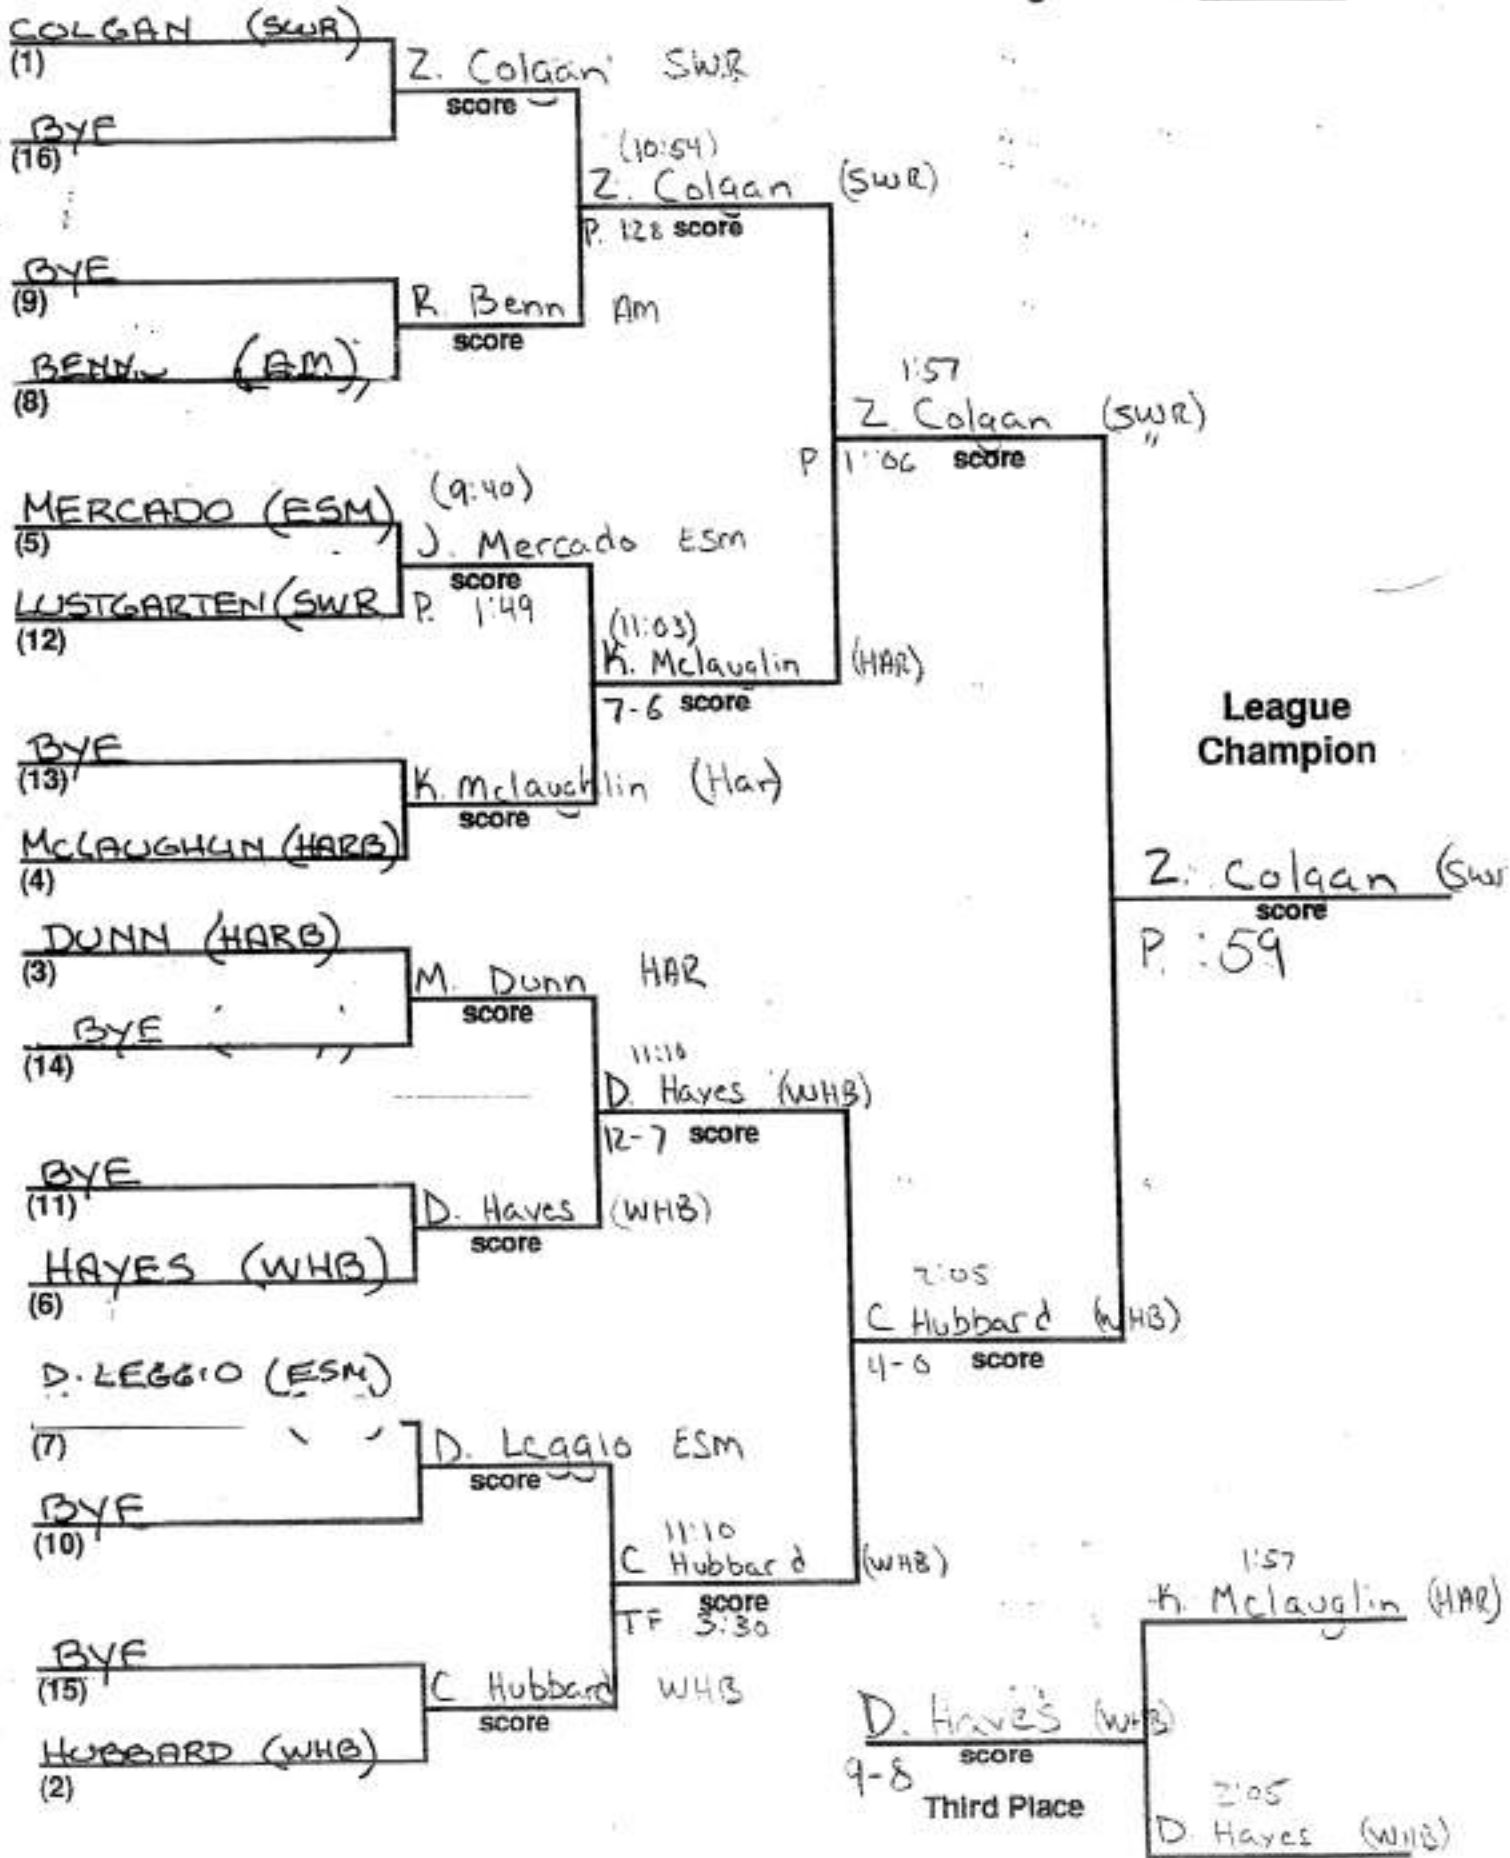 COLGAN (SWR)
(1)
Z. Colgan SWR
score
BYE
(16)
(10:54)
Z. Colgan (SWR)
P. 128 score
BYE
(9)
R. Benn Am
score
BENN
(8)
1:57
Z. Colgan (SWR)
P 1:06 score
MERCADO (ESM)
(5)
(9:40)
J. Mercado ESM
score
P. 1:49
LUSTGARTEN (SWR
(12)
(11:03)
K. Mclauglin (HAR)
7-6 score
BYE
(13)
K. Mclaughlin (Har)
score
McLAUGHLIN (HARB)
(4)
League
Champion
Z. Colgan (SWR
score
P. :59
DUNN (HARB)
(3)
M. Dunn HAR
score
BYE
(14)
11:10
D. Hayes (WHB)
12-7 score
BYE
(11)
D. Hayes (WHB)
score
HAYES (WHB)
(6)
2:05
C Hubbard (WHB)
4-0 score
D. LEGGIO (ESM)
(7)
D. Leggio ESM
score
BYE
(10)
11:10
C Hubbard (WHB)
score
TF 3:30
BYE
(15)
C Hubbard WHB
score
HUBBARD (WHB)
(2)
1:57
K. Mclauglin (HAR)
D. Hayes (WHB)
score
9-8
Third Place
2:05
D. Hayes (WHB)